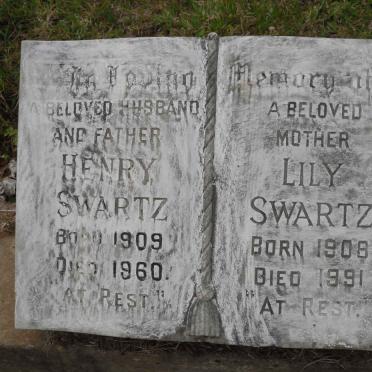 In Loving Memory of
A BELOVED HUSBAND
AND FATHER
HENRY
SWARTZ
BORN 1909.
DIED 1960.
"AT REST."
A BELOVED
MOTHER
LILY
SWARTZ
BORN 1908
DIED 1991
"AT REST."